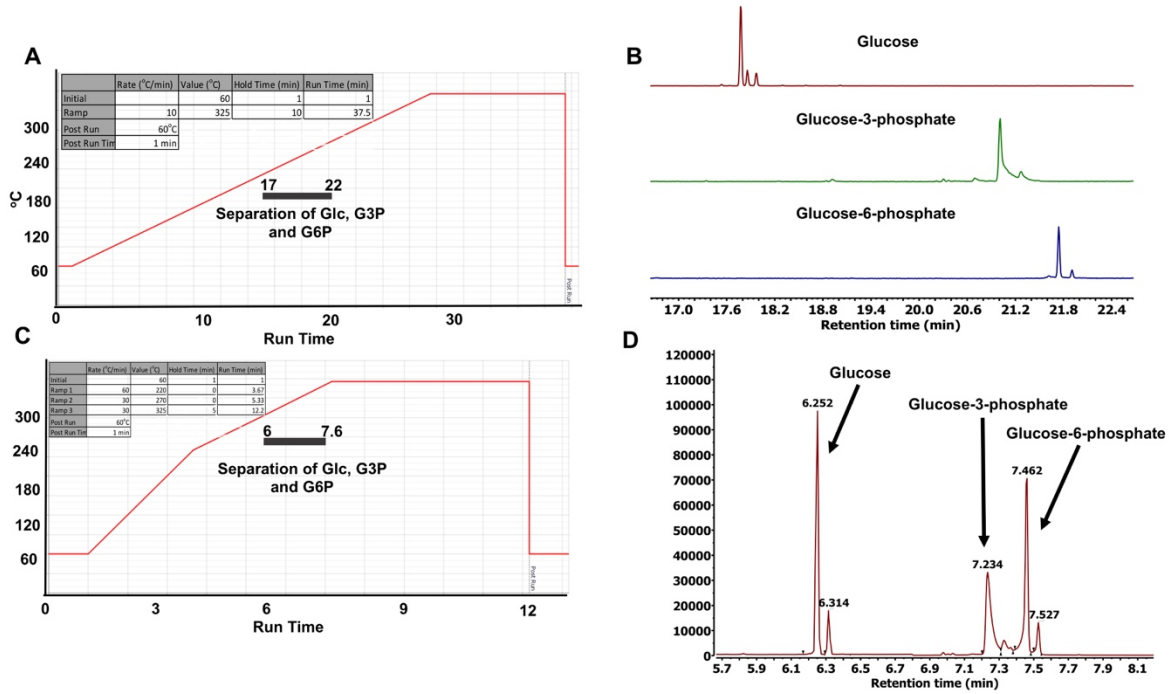 A
Rate (°C/min) Value (°C) Hold Time (min) Run Time (min)
Initial 60 1 1
Ramp 10 325 10 37.5
Post Run 60°C
Post Run Tim 1 min
°C
300
240
180
120
60
17 22
Separation of Glc, G3P
and G6P
Post Run
0 10 20 30
Run Time
B
Glucose
Glucose-3-phosphate
Glucose-6-phosphate
17.0 17.6 18.2 18.8 19.4 20.0 20.6 21.2 21.8 22.4
Retention time (min)
C
Rate (°C/min) Value (°C) Hold Time (min) Run Time (min)
Initial 60 1 1
Ramp 1 60 220 0 3.67
Ramp 2 30 270 0 5.33
Ramp 3 30 325 5 12.2
Post Run 60°C
Post Run Tim 1 min
300
240
180
120
60
6 7.6
Separation of Glc, G3P
and G6P
Post Run
0 3 6 9 12
Run Time
D
120000
110000
100000
90000
80000
70000
60000
50000
40000
30000
20000
10000
0
Glucose
6.252
6.314
Glucose-3-phosphate
7.234
Glucose-6-phosphate
7.462
7.527
5.7 5.9 6.1 6.3 6.5 6.7 6.9 7.1 7.3 7.5 7.7 7.9 8.1
Retention time (min)